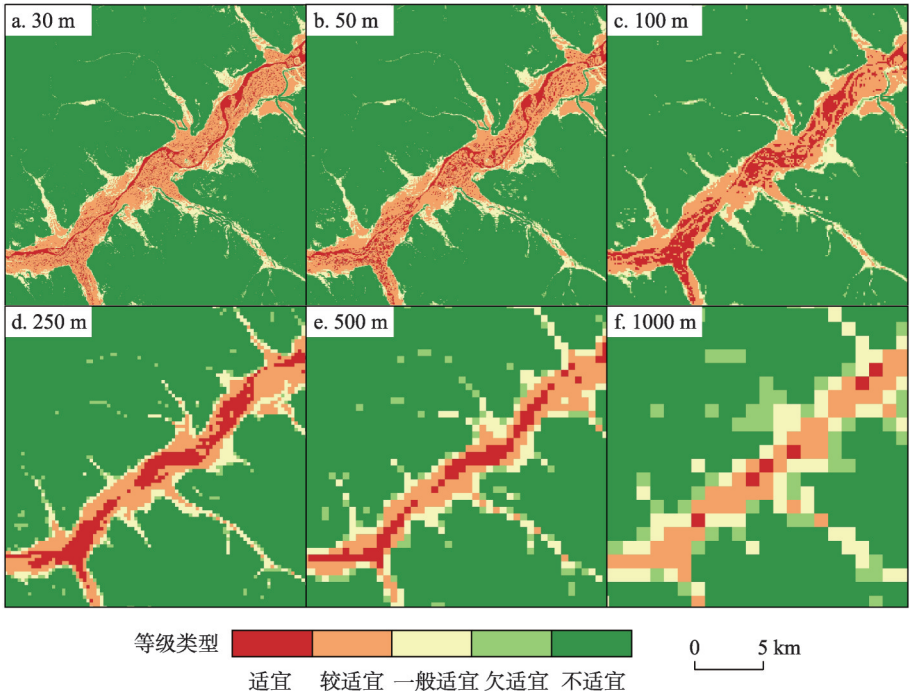 a. 30 m
b. 50 m
c. 100 m
d. 250 m
e. 500 m
f. 1000 m
等级类型
适宜 较适宜 一般适宜 欠适宜 不适宜
0 5 km